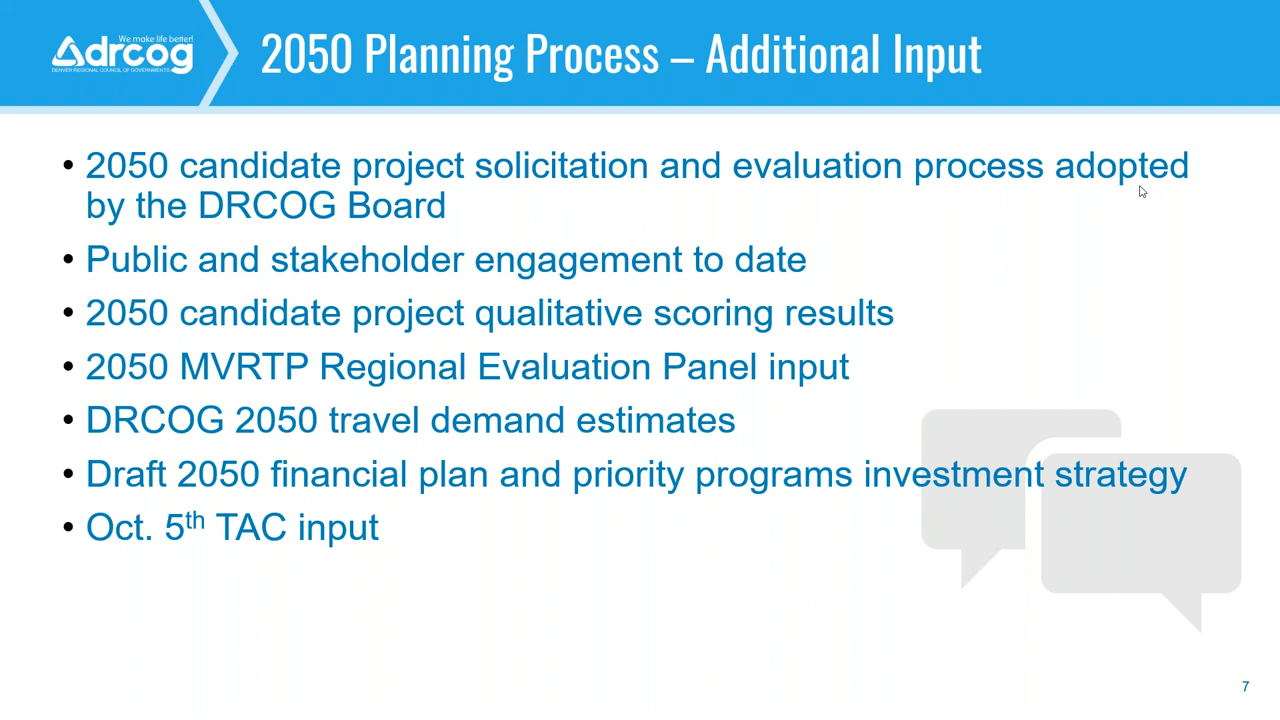 We make life better!
drcog
DENVER REGIONAL COUNCIL OF GOVERNMENTS
2050 Planning Process – Additional Input
• 2050 candidate project solicitation and evaluation process adopted
by the DRCOG Board
• Public and stakeholder engagement to date
• 2050 candidate project qualitative scoring results
• 2050 MVRTP Regional Evaluation Panel input
• DRCOG 2050 travel demand estimates
• Draft 2050 financial plan and priority programs investment strategy
• Oct. 5th TAC input
7